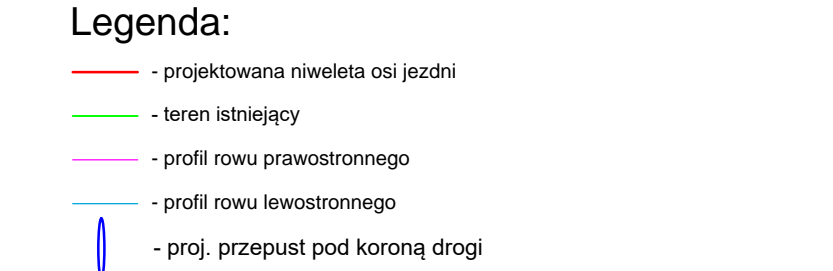 Legenda:
- projektowana niweleta osi jezdni
- teren istniejący
- profil rowu prawostronnego
- profil rowu lewostronnego
- proj. przepust pod koroną drogi